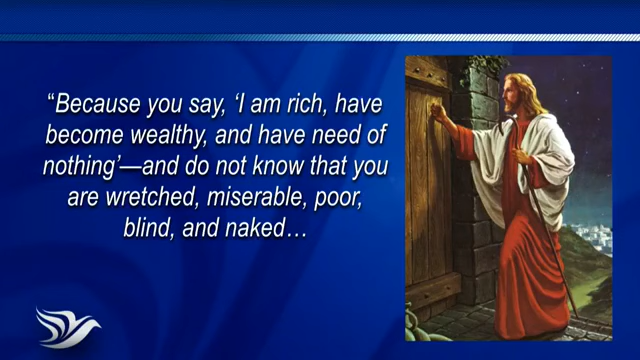 “Because you say, ‘I am rich, have
become wealthy, and have need of
nothing’—and do not know that you
are wretched, miserable, poor,
blind, and naked…